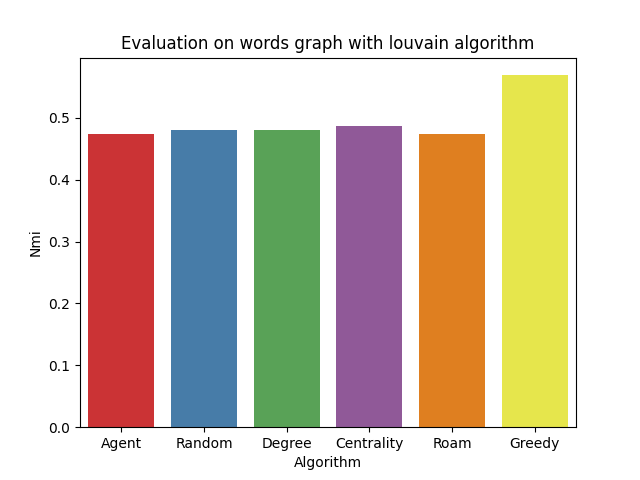 Evaluation on words graph with louvain algorithm
Nmi
0.5
0.4
0.3
0.2
0.1
0.0
Agent Random Degree Centrality Roam Greedy
Algorithm